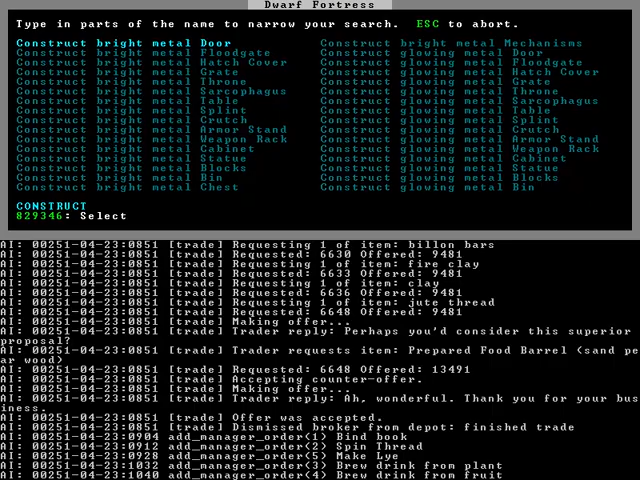 Dwarf Fortress
Type in parts of the name to narrow your search.  ESC to abort.
Construct bright metal Door    Construct bright metal Mechanisms
Construct bright metal Floodgate    Construct glowing metal Door
Construct bright metal Hatch Cover    Construct glowing metal Floodgate
Construct bright metal Grate    Construct glowing metal Hatch Cover
Construct bright metal Throne    Construct glowing metal Grate
Construct bright metal Sarcophagus    Construct glowing metal Throne
Construct bright metal Table    Construct glowing metal Sarcophagus
Construct bright metal Splint    Construct glowing metal Table
Construct bright metal Crutch    Construct glowing metal Splint
Construct bright metal Armor Stand    Construct glowing metal Crutch
Construct bright metal Weapon Rack    Construct glowing metal Armor Stand
Construct bright metal Cabinet    Construct glowing metal Weapon Rack
Construct bright metal Statue    Construct glowing metal Cabinet
Construct bright metal Blocks    Construct glowing metal Statue
Construct bright metal Bin    Construct glowing metal Blocks
Construct bright metal Chest    Construct glowing metal Bin
CONSTRUCT
829346: Select
AI: 00251-04-23:0851 [trade] Requesting 1 of item: billon bars
AI: 00251-04-23:0851 [trade] Requested: 6630 Offered: 9481
AI: 00251-04-23:0851 [trade] Requesting 1 of item: fire clay
AI: 00251-04-23:0851 [trade] Requested: 6633 Offered: 9481
AI: 00251-04-23:0851 [trade] Requesting 1 of item: clay
AI: 00251-04-23:0851 [trade] Requested: 6636 Offered: 9481
AI: 00251-04-23:0851 [trade] Requesting 1 of item: jute thread
AI: 00251-04-23:0851 [trade] Requested: 6648 Offered: 9481
AI: 00251-04-23:0851 [trade] Making offer...
AI: 00251-04-23:0851 [trade] Trader reply: Perhaps you'd consider this superior
proposal?
AI: 00251-04-23:0851 [trade] Trader requests item: Prepared Food Barrel (sand pe
ar wood)
AI: 00251-04-23:0851 [trade] Requested: 6648 Offered: 13491
AI: 00251-04-23:0851 [trade] Accepting counter-offer.
AI: 00251-04-23:0851 [trade] Making offer...
AI: 00251-04-23:0851 [trade] Trader reply: Ah, wonderful. Thank you for your bus
iness.
AI: 00251-04-23:0851 [trade] Offer was accepted.
AI: 00251-04-23:0851 [trade] Dismissed broker from depot: finished trade
AI: 00251-04-23:0904 add_manager_order(1) Bind book
AI: 00251-04-23:0912 add_manager_order(2) Spin Thread
AI: 00251-04-23:0928 add_manager_order(5) Make Lye
AI: 00251-04-23:1032 add_manager_order(3) Brew drink from plant
AI: 00251-04-23:1040 add_manager_order(4) Brew drink from fruit